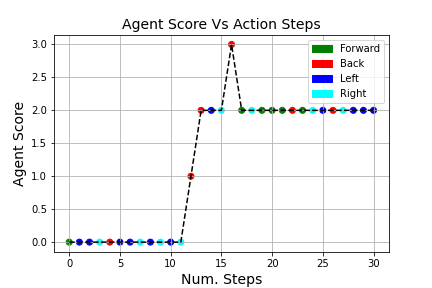 Agent Score Vs Action Steps
3.0
2.5
2.0
1.5
1.0
0.5
0.0
Agent Score
Forward
Back
Left
Right
0 5 10 15 20 25 30
Num. Steps